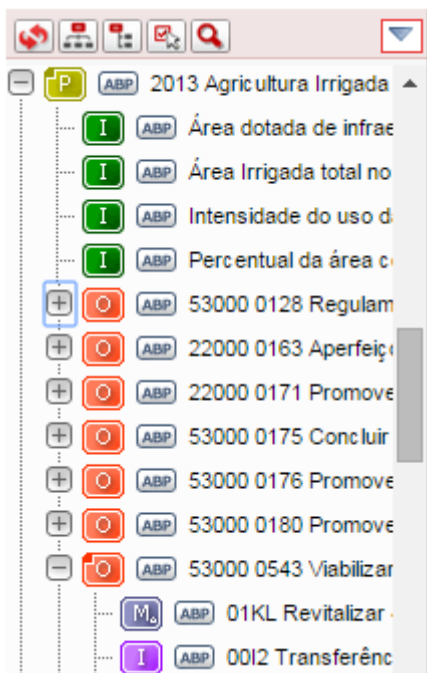 P ABP 2013 Agricultura Irrigada
I ABP Área dotada de infrae
I ABP Área Irrigada total no
I ABP Intensidade do uso da
I ABP Percentual da área c
O ABP 53000 0128 Regulam
O ABP 22000 0163 Aperfeiç
O ABP 22000 0171 Promove
O ABP 53000 0175 Concluir
O ABP 53000 0176 Promove
O ABP 53000 0180 Promove
O ABP 53000 0543 Viabilizar
M. ABP 01KL Revitalizar
I ABP 00I2 Transferênc